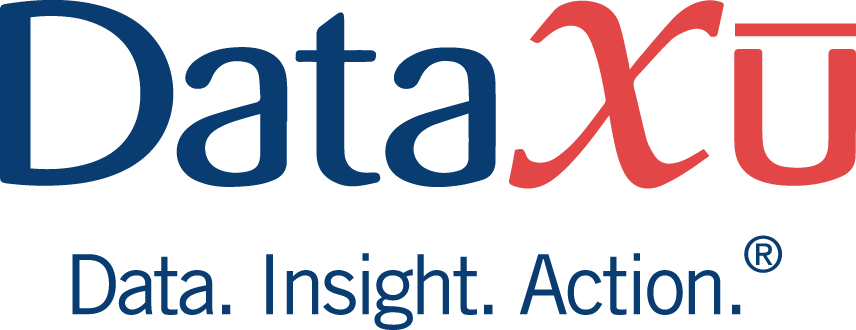 DataXū
Data. Insight. Action.®